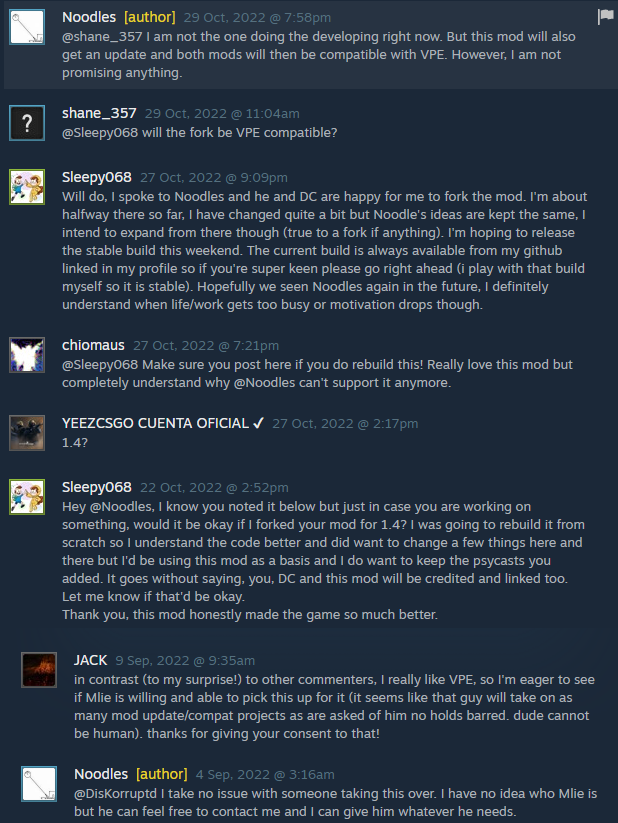 Noodles [author] 29 Oct, 2022 @ 7:58pm
@shane_357 I am not the one doing the developing right now. But this mod will also
get an update and both mods will then be compatible with VPE. However, I am not
promising anything.
?
shane_357 29 Oct, 2022 @ 11:04am
@Sleepy068 will the fork be VPE compatible?
Sleepy068 27 Oct, 2022 @ 9:09pm
Will do, I spoke to Noodles and he and DC are happy for me to fork the mod. I'm about
halfway there so far, I have changed quite a bit but Noodle's ideas are kept the same, I
intend to expand from there though (true to a fork if anything). I'm hoping to release
the stable build this weekend. The current build is always available from my github
linked in my profile so if you're super keen please go right ahead (i play with that build
myself so it is stable). Hopefully we seen Noodles again in the future, I definitely
understand when life/work gets too busy or motivation drops though.
chiomaus 27 Oct, 2022 @ 7:21pm
@Sleepy068 Make sure you post here if you do rebuild this! Really love this mod but
completely understand why @Noodles can't support it anymore.
YEEZCSGO CUENTA OFICIAL ✓ 27 Oct, 2022 @ 2:17pm
1.4?
Sleepy068 22 Oct, 2022 @ 2:52pm
Hey @Noodles, I know you noted it below but just in case you are working on
something, would it be okay if I forked your mod for 1.4? I was going to rebuild it from
scratch so I understand the code better and did want to change a few things here and
there but I'd be using this mod as a basis and I do want to keep the psycasts you
added. It goes without saying, you, DC and this mod will be credited and linked too.
Let me know if that'd be okay.
Thank you, this mod honestly made the game so much better.
JACK 9 Sep, 2022 @ 9:35am
in contrast (to my surprise!) to other commenters, I really like VPE, so I'm eager to see
if Mlie is willing and able to pick this up for it (it seems like that guy will take on as
many mod update/compat projects as are asked of him no holds barred. dude cannot
be human). thanks for giving your consent to that!
Noodles [author] 4 Sep, 2022 @ 3:16am
@DisKorruptd I take no issue with someone taking this over. I have no idea who Mlie is
but he can feel free to contact me and I can give him whatever he needs.